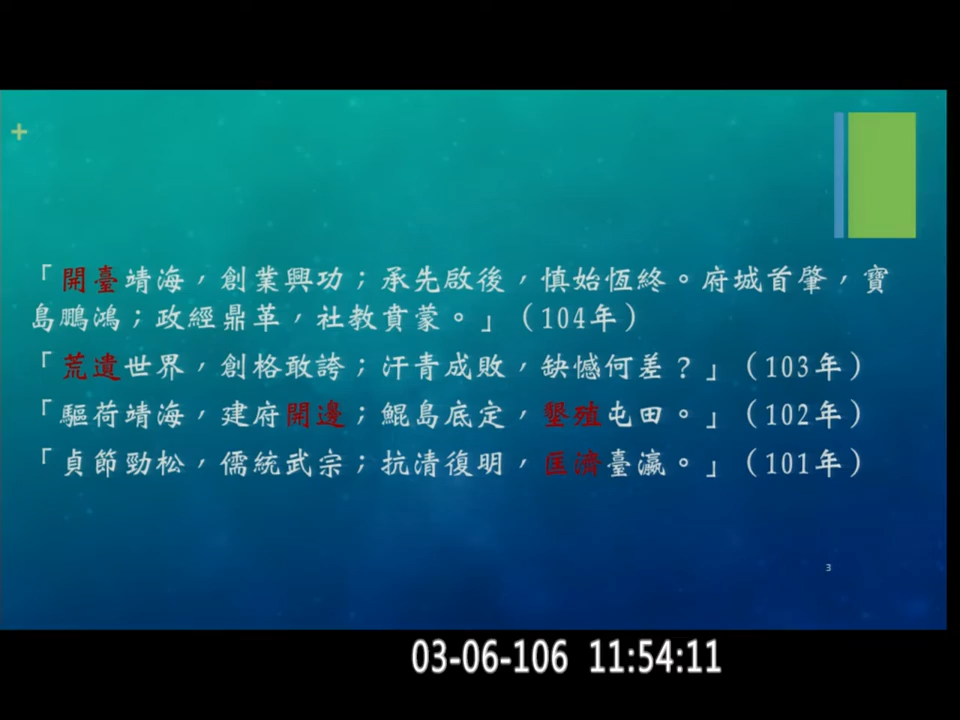 「開臺靖海，創業興功；承先啟後，慎始恆終。府城首肇，寶
島鵬鴻；政經鼎革，社教賁蒙。」（104年）
「荒遺世界，創格敢誇；汗青成敗，缺憾何差？」（103年）
「驅荷靖海，建府開邊；鯤島底定，墾殖屯田。」（102年）
「貞節勁松，儒統武宗；抗清復明，匡濟臺瀛。」（101年）
3
03-06-106 11:54:11